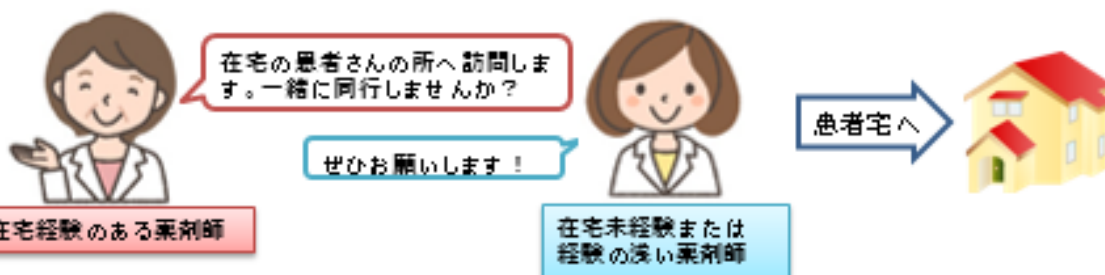 在宅の患者さんの所へ訪問しま
す。一緒に同行しませんか？
ぜひお願いします！
患者宅へ
在宅経験のある薬剤師
在宅未経験または
経験の浅い薬剤師